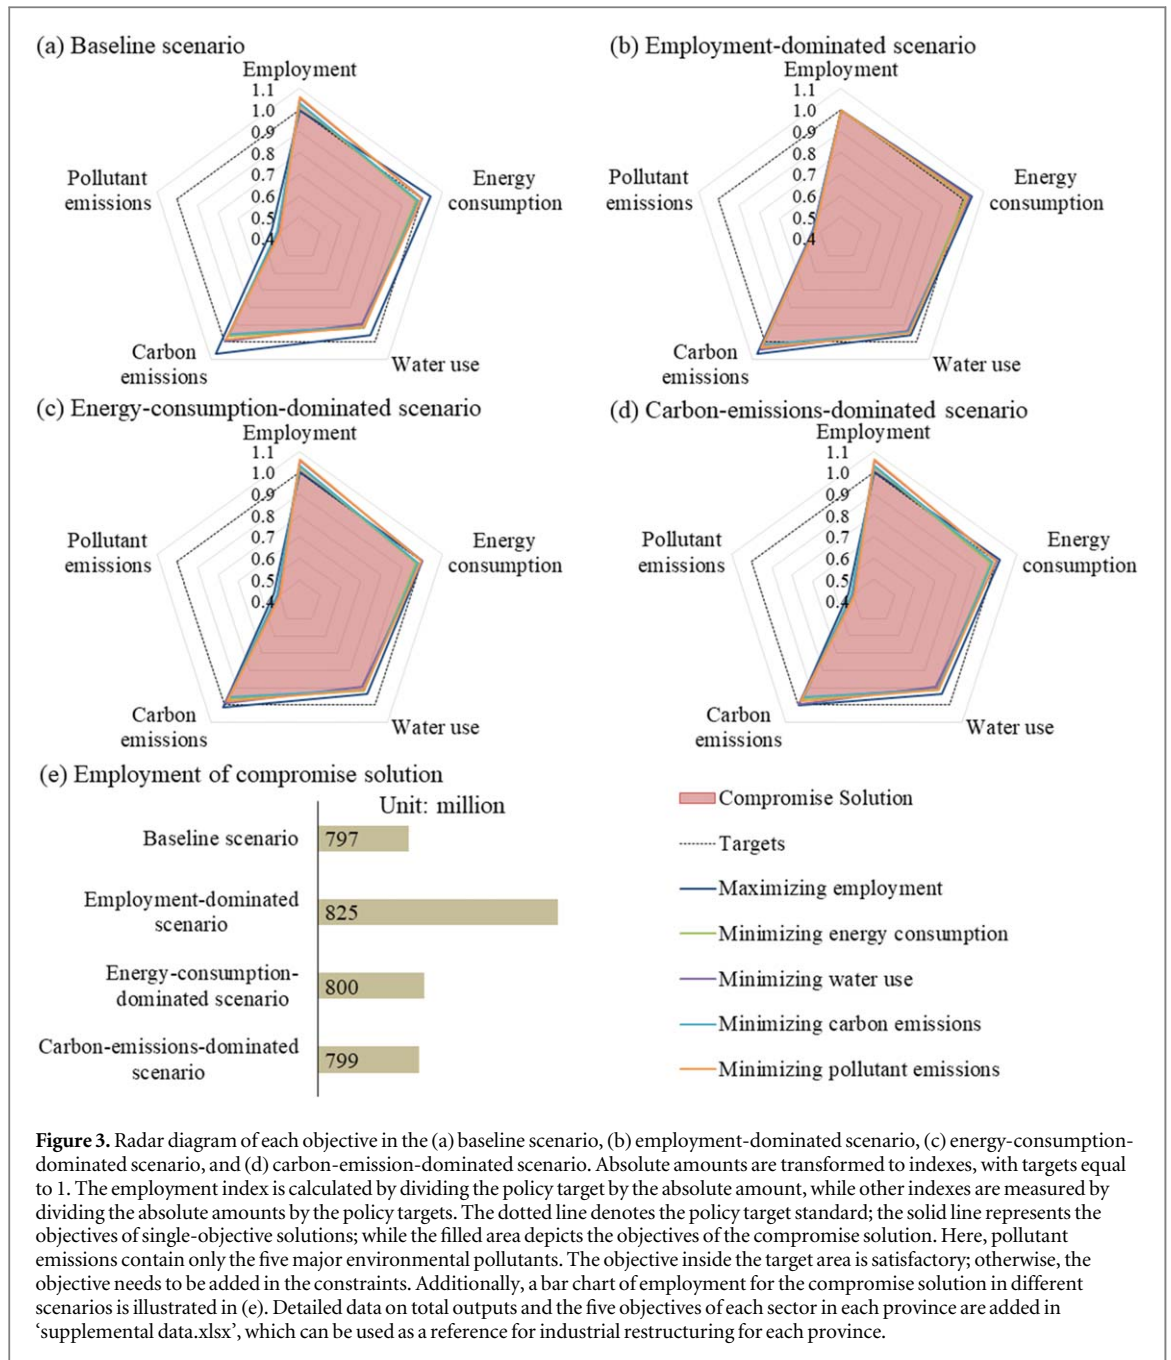 (a) Baseline scenario
Employment
1.1
1.0
0.9
0.8
0.7
0.6
0.5
0.4
Pollutant
emissions
Energy
consumption
Carbon
emissions
Water use
(b) Employment-dominated scenario
Employment
1.1
1.0
0.9
0.8
0.7
0.6
0.5
0.4
Pollutant
emissions
Energy
consumption
Carbon
emissions
Water use
(c) Energy-consumption-dominated scenario
Employment
1.1
1.0
0.9
0.8
0.7
0.6
0.5
0.4
Pollutant
emissions
Energy
consumption
Carbon
emissions
Water use
(d) Carbon-emissions-dominated scenario
Employment
1.1
1.0
0.9
0.8
0.7
0.6
0.5
0.4
Pollutant
emissions
Energy
consumption
Carbon
emissions
Water use
(e) Employment of compromise solution
Unit: million
Baseline scenario
797
Employment-dominated
scenario
825
Energy-consumption-
dominated scenario
800
Carbon-emissions-dominated
scenario
799
Compromise Solution
Targets
Maximizing employment
Minimizing energy consumption
Minimizing water use
Minimizing carbon emissions
Minimizing pollutant emissions
Figure 3. Radar diagram of each objective in the (a) baseline scenario, (b) employment-dominated scenario, (c) energy-consumption-
dominated scenario, and (d) carbon-emission-dominated scenario. Absolute amounts are transformed to indexes, with targets equal
to 1. The employment index is calculated by dividing the policy target by the absolute amount, while other indexes are measured by
dividing the absolute amounts by the policy targets. The dotted line denotes the policy target standard; the solid line represents the
objectives of single-objective solutions; while the filled area depicts the objectives of the compromise solution. Here, pollutant
emissions contain only the five major environmental pollutants. The objective inside the target area is satisfactory; otherwise, the
objective needs to be added in the constraints. Additionally, a bar chart of employment for the compromise solution in different
scenarios is illustrated in (e). Detailed data on total outputs and the five objectives of each sector in each province are added in
‘supplemental data.xlsx’, which can be used as a reference for industrial restructuring for each province.